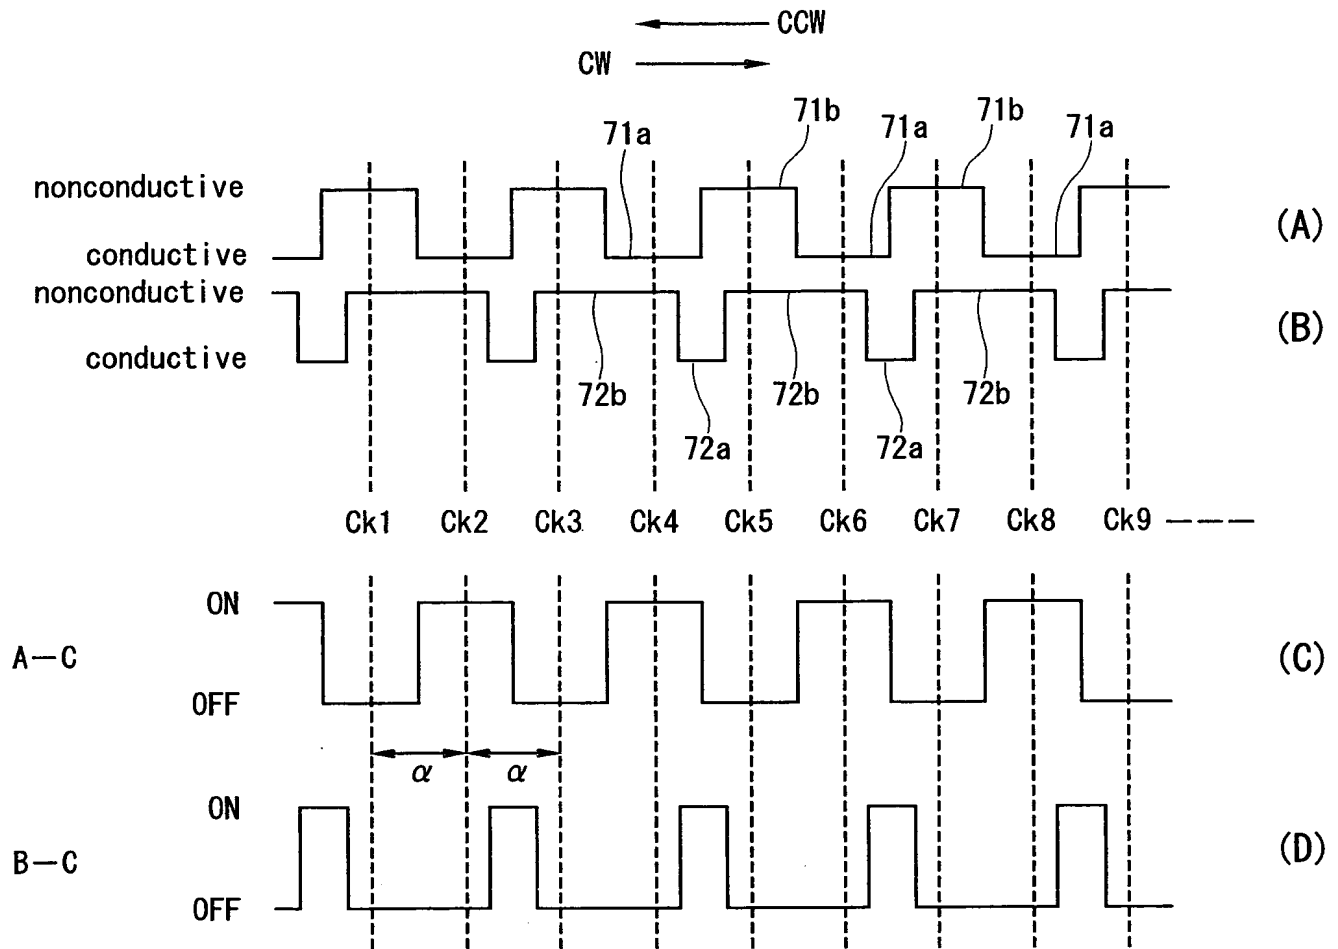 CCW
CW
71b
71a 71a 71b 71a
nonconductive
(A)
conductive
nonconductive
(B)
conductive
72b 72b 72b
72a 72a
Ck1 Ck2 Ck3 Ck4 Ck5 Ck6 Ck7 Ck8 Ck9
ON
A-C
(C)
OFF
α α
ON
B-C
(D)
OFF